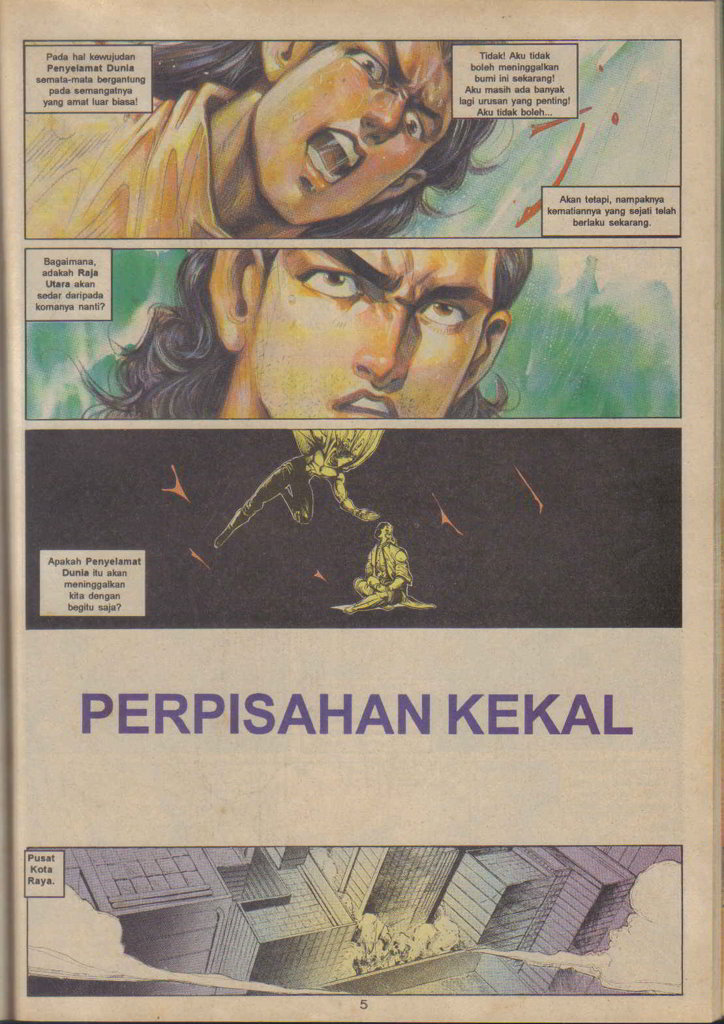 Pada hal kewujudan
Penyelamat Dunia
semata-mata bergantung
pada semangatnya
yang amat luar biasa!
Tidak! Aku tidak
boleh meninggalkan
bumi ini sekarang!
Aku masih ada banyak
lagi urusan yang penting!
Aku tidak boleh...
Akan tetapi, nampaknya
kematiannya yang sejati telah
berlaku sekarang.
Bagaimana,
adakah Raja
Utara akan
sedar daripada
komanya nanti?
Apakah Penyelamat
Dunia itu akan
meninggalkan
kita dengan
begitu saja?
PERPISAHAN KEKAL
Pusat
Kota
Raya.
5